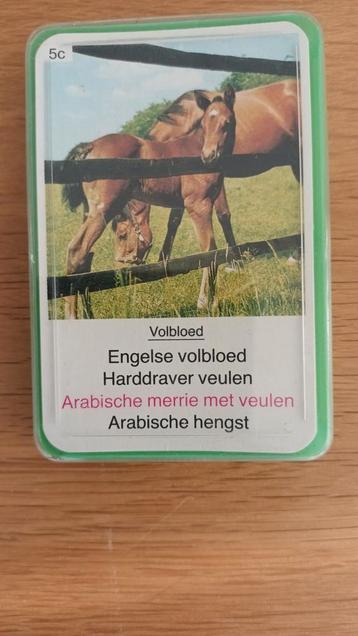 5c
Volbloed
Engelse volbloed
Harddraver veulen
Arabische merrie met veulen
Arabische hengst